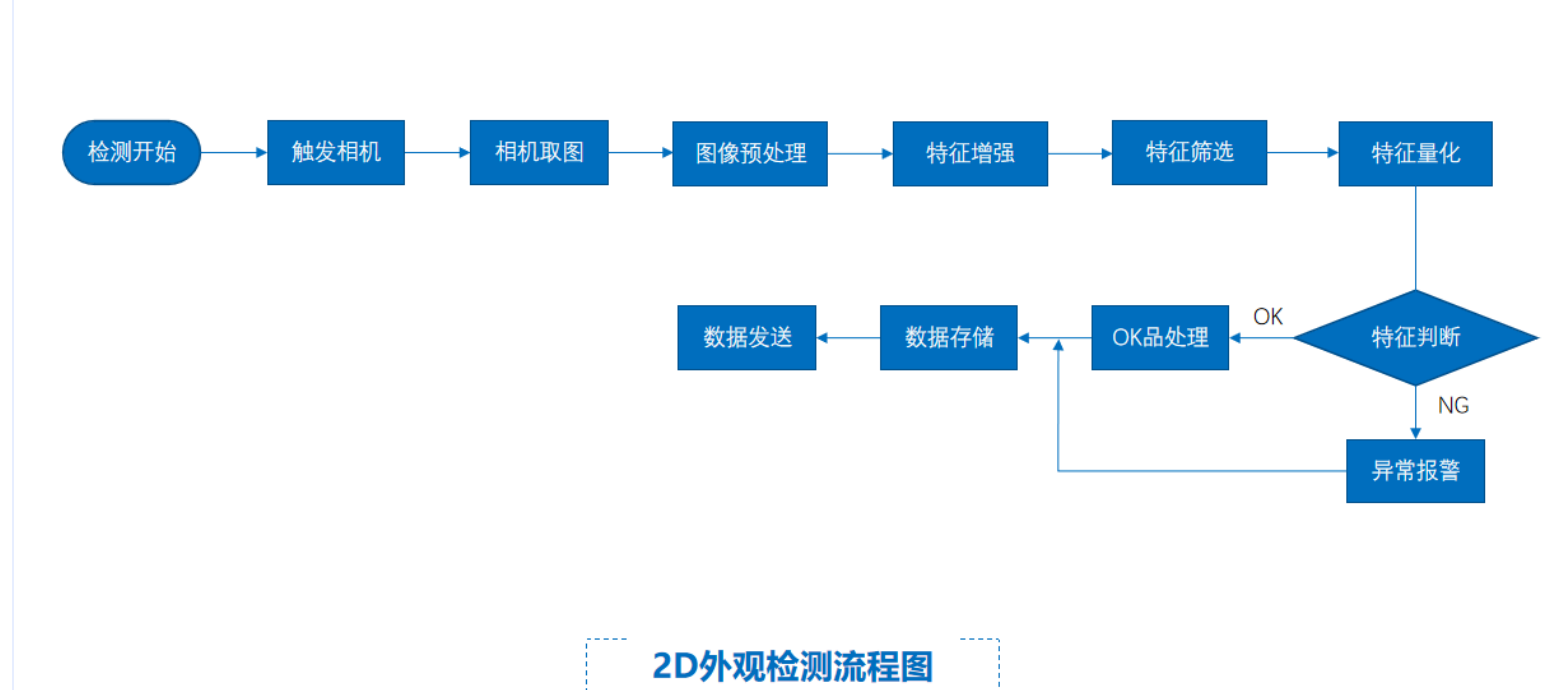 检测开始
触发相机
相机取图
图像预处理
特征增强
特征筛选
特征量化
特征判断
OK
OK品处理
数据存储
数据发送
NG
异常报警
2D外观检测流程图